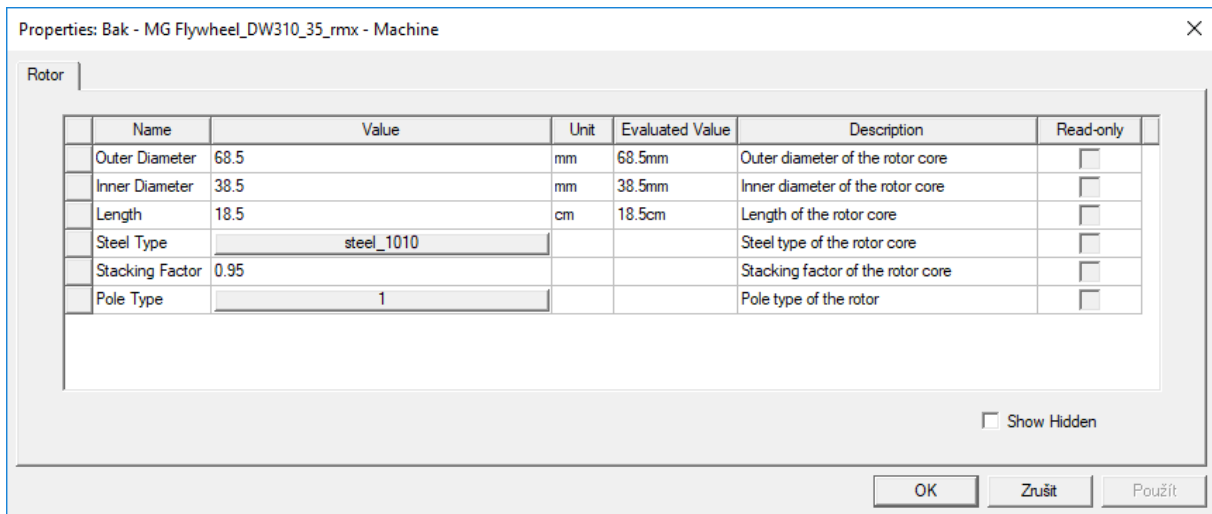 Properties: Bak - MG Flywheel_DW310_35_rmx - Machine
Rotor
Name Value Unit Evaluated Value Description Read-only
Outer Diameter 68.5 mm 68.5mm Outer diameter of the rotor core
Inner Diameter 38.5 mm 38.5mm Inner diameter of the rotor core
Length 18.5 cm 18.5cm Length of the rotor core
Steel Type steel_1010 Steel type of the rotor core
Stacking Factor 0.95 Stacking factor of the rotor core
Pole Type 1 Pole type of the rotor
Show Hidden
OK Zrušit Použít